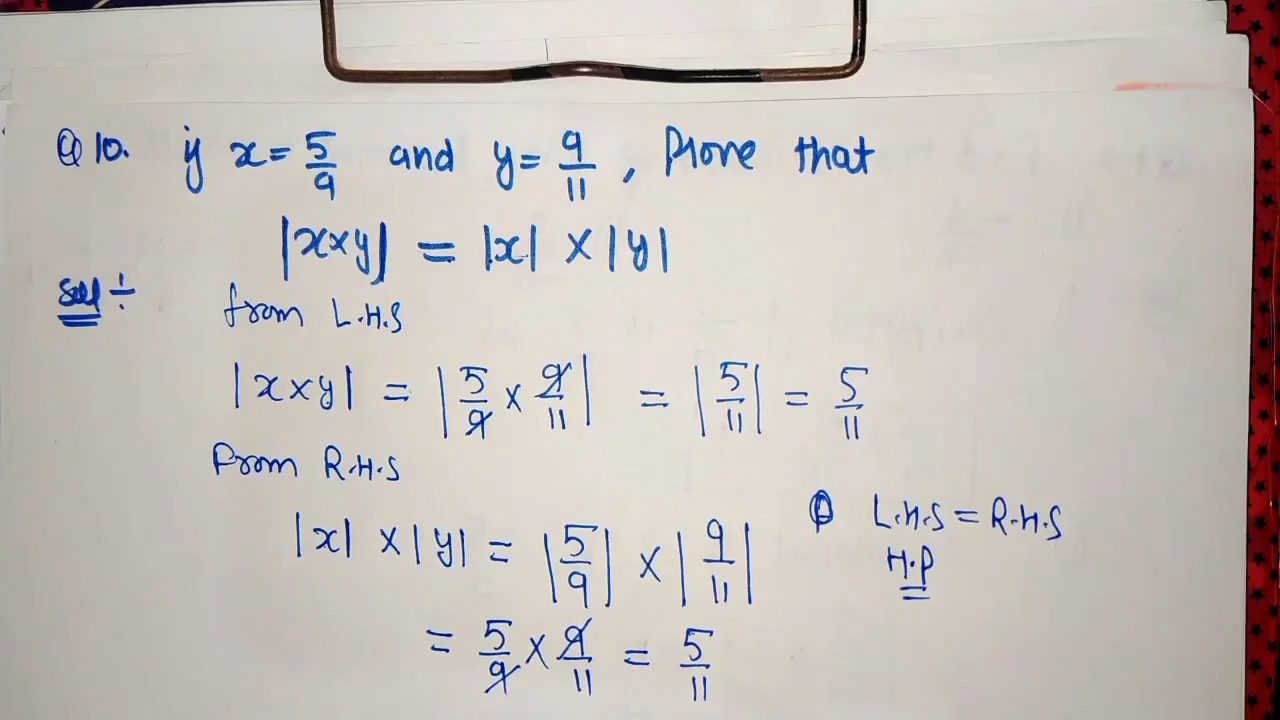 Q 10. if x = 5/9 and y = 9/11, Prove that
|x×y| = |x| × |y|
Sol ÷
from L.H.S
|x×y| = |5/9 × 9/11| = |5/11| = 5/11
From R.H.S
|x| × |y| = |5/9| × |9/11|
= 5/9 × 9/11 = 5/11
L.H.S = R.H.S
H.P